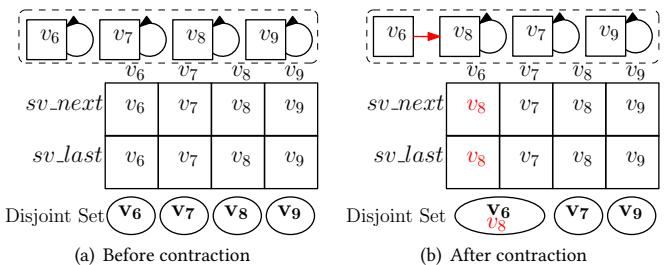 v6 v7 v8 v9 v6 v8 v7 v9
v6 v7 v8 v9 v6 v7 v8 v9
sv_next v6 v7 v8 v9 sv_next v8 v7 v8 v9
sv_last v6 v7 v8 v9 sv_last v8 v7 v8 v9
Disjoint Set v6 v7 v8 v9 Disjoint Set v6 v7 v9
v8
(a) Before contraction (b) After contraction